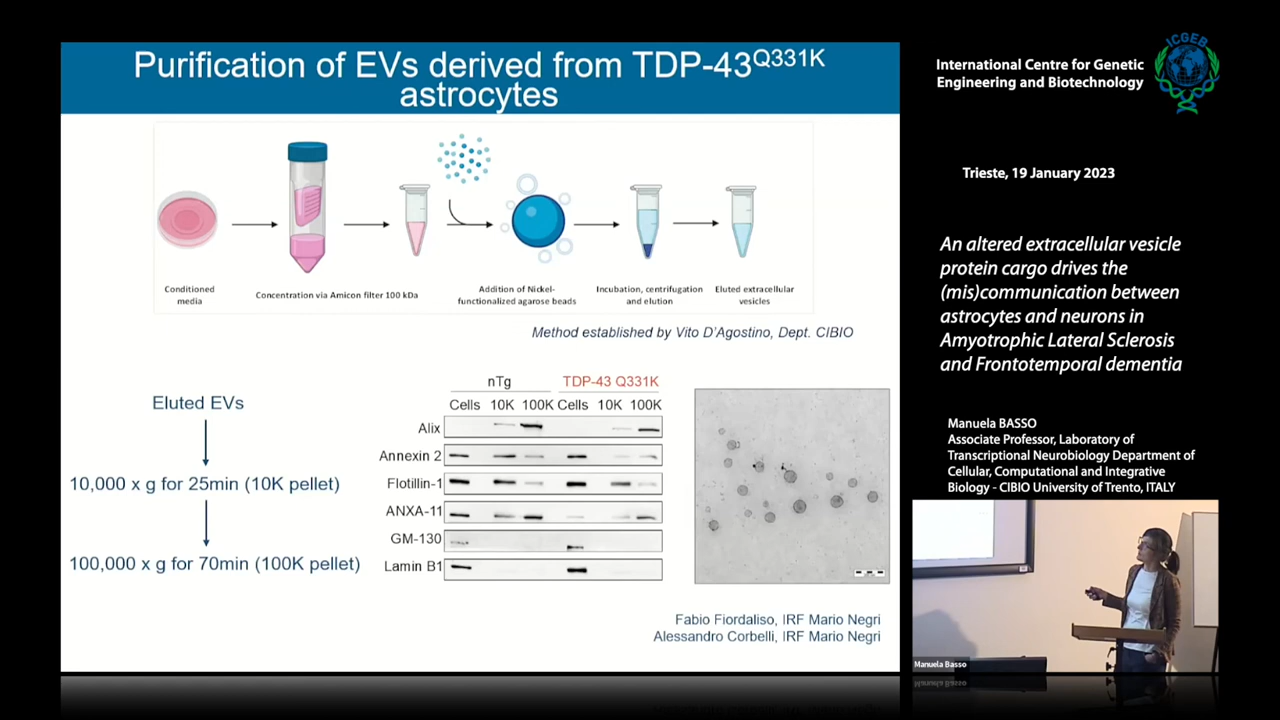 Purification of EVs derived from TDP-43Q331K
astrocytes
Conditioned
media
Concentration via Amicon filter 100 kDa
Addition of Nickel-
functionalized agarose beads
Incubation, centrifugation
and elution
Eluted extracellular
vesicles
Method established by Vito D'Agostino, Dept. CIBIO
Eluted EVs
10,000 x g for 25min (10K pellet)
100,000 x g for 70min (100K pellet)
nTg TDP-43 Q331K
Cells 10K 100K Cells 10K 100K
Alix
Annexin 2
Flotillin-1
ANXA-11
GM-130
Lamin B1
Fabio Fiordaliso, IRF Mario Negri
Alessandro Corbelli, IRF Mario Negri
International Centre for Genetic
Engineering and Biotechnology
ICGEB
Trieste, 19 January 2023
An altered extracellular vesicle
protein cargo drives the
(mis)communication between
astrocytes and neurons in
Amyotrophic Lateral Sclerosis
and Frontotemporal dementia
Manuela BASSO
Associate Professor, Laboratory of
Transcriptional Neurobiology Department of
Cellular, Computational and Integrative
Biology - CIBIO University of Trento, ITALY
Manuela Basso